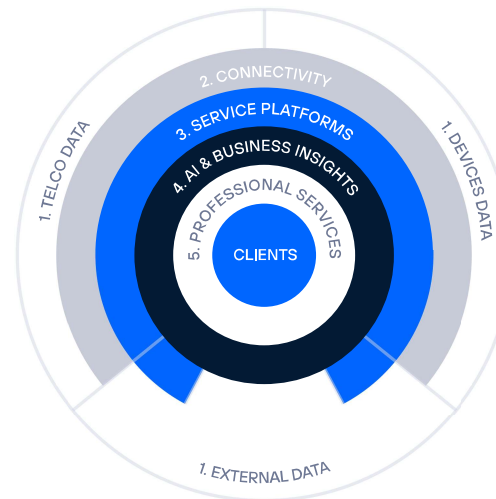 2. CONNECTIVITY
3. SERVICE PLATFORMS
4. AI & BUSINESS INSIGHTS
5. PROFESSIONAL SERVICES
CLIENTS
1. TELCO DATA
1. DEVICES DATA
1. EXTERNAL DATA